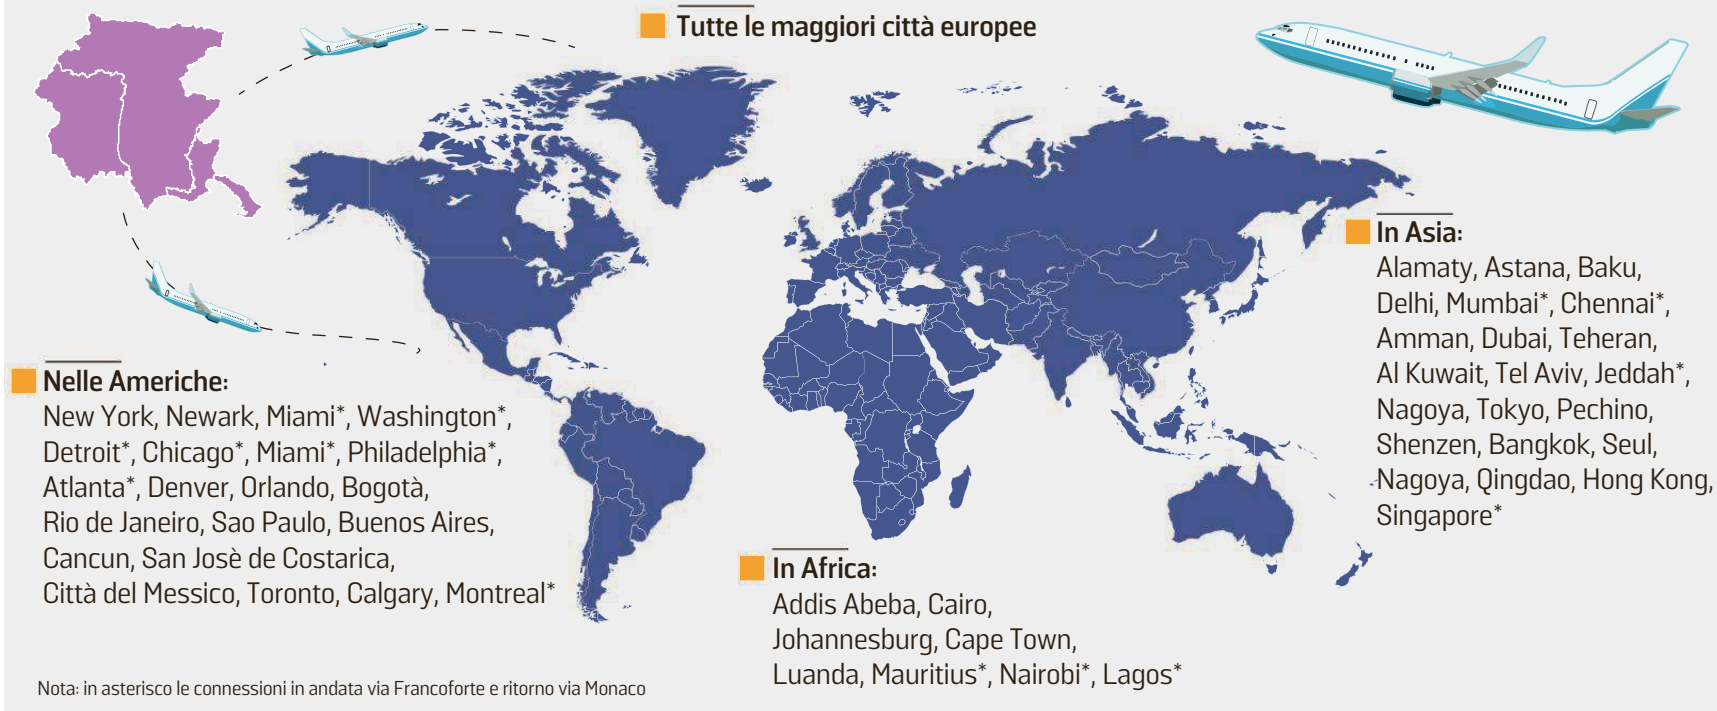 Tutte le maggiori città europee
In Asia:
Alamaty, Astana, Baku,
Delhi, Mumbai*, Chennai*,
Amman, Dubai, Teheran,
Al Kuwait, Tel Aviv, Jeddah*,
Nagoya, Tokyo, Pechino,
Shenzen, Bangkok, Seul,
Nagoya, Qingdao, Hong Kong,
Singapore*
Nelle Americhe:
New York, Newark, Miami*, Washington*,
Detroit*, Chicago*, Miami*, Philadelphia*,
Atlanta*, Denver, Orlando, Bogotà,
Rio de Janeiro, Sao Paulo, Buenos Aires,
Cancun, San Josè de Costarica,
Città del Messico, Toronto, Calgary, Montreal*
In Africa:
Addis Abeba, Cairo,
Johannesburg, Cape Town,
Luanda, Mauritius*, Nairobi*, Lagos*
Nota: in asterisco le connessioni in andata via Francoforte e ritorno via Monaco